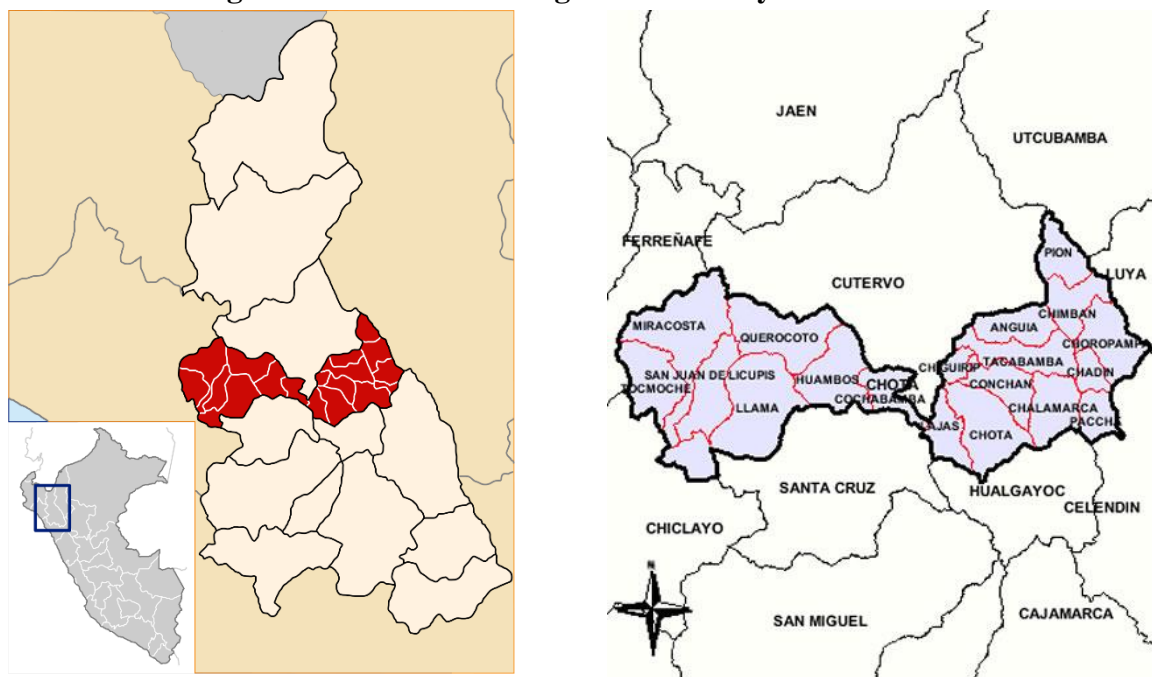 JAEN
UTCUBAMBA
FERREÑAFE
PION
LUYA
CUTERVO
CHIMBAN
MIRACOSTA
ANGUIA
QUEROCOTO
CHOROPAMPA
TACABAMBA
CHIGUIRIP
CHADIN
SAN JUAN DE LICUPIS
HUAMBOS
CHOTA
CONCHAN
TOCMOCHE
COCHABAMBA
LLAMA
CHALAMARCA
PACCHA
LAJAS
CHOTA
SANTA CRUZ
HUALGAYOC
CELENDIN
CHICLAYO
N
SAN MIGUEL
CAJAMARCA